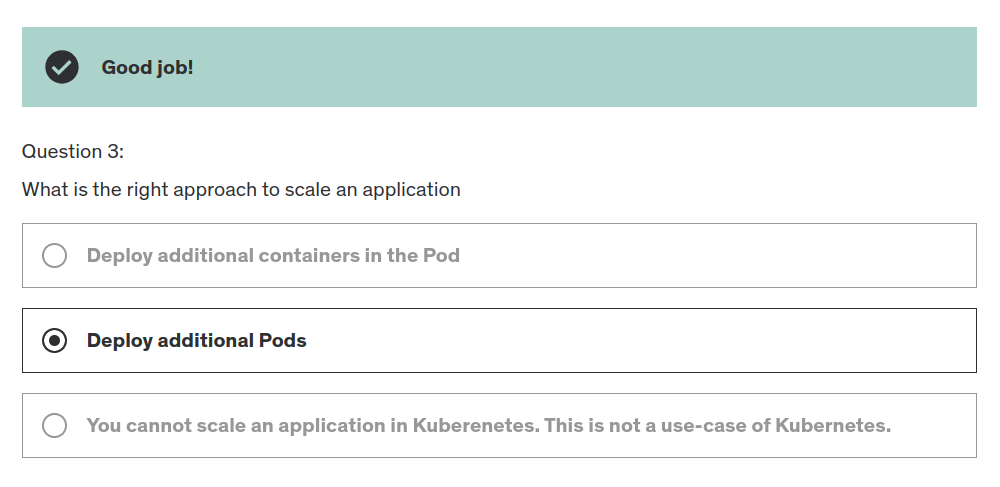 Good job!
Question 3:
What is the right approach to scale an application
Deploy additional containers in the Pod
Deploy additional Pods
You cannot scale an application in Kuberenetes. This is not a use-case of Kubernetes.